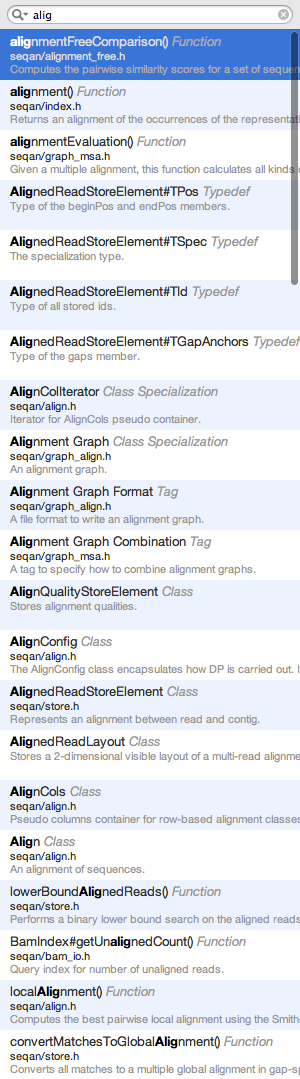 alig
alignmentFreeComparison() Function
seqan/alignment_free.h
Computes the pairwise similarity scores for a set of sequen
alignment() Function
seqan/index.h
Returns an alignment of the occurrences of the representati
alignmentEvaluation() Function
seqan/graph_msa.h
Given a multiple alignment, this function calculates all kinds o
AlignedReadStoreElement#TPos Typedef
Type of the beginPos and endPos members.
AlignedReadStoreElement#TSpec Typedef
The specialization type.
AlignedReadStoreElement#TId Typedef
Type of all stored ids.
AlignedReadStoreElement#TGapAnchors Typedef
Type of the gaps member.
AlignColIterator Class Specialization
seqan/align.h
Iterator for AlignCols pseudo container.
Alignment Graph Class Specialization
seqan/graph_align.h
An alignment graph.
Alignment Graph Format Tag
seqan/graph_align.h
A file format to write an alignment graph.
Alignment Graph Combination Tag
seqan/graph_msa.h
A tag to specify how to combine alignment graphs.
AlignQualityStoreElement Class
Stores alignment qualities.
AlignConfig Class
seqan/align.h
The AlignConfig class encapsulates how DP is carried out. I
AlignedReadStoreElement Class
seqan/store.h
Represents an alignment between read and contig.
AlignedReadLayout Class
Stores a 2-dimensional visible layout of a multi-read alignme
AlignCols Class
seqan/align.h
Pseudo columns container for row-based alignment classes
Align Class
seqan/align.h
An alignment of sequences.
lowerBoundAlignedReads() Function
seqan/store.h
Performs a binary lower bound search on the aligned reads
BamIndex#getUnalignedCount() Function
seqan/bam_io.h
Query index for number of unaligned reads.
localAlignment() Function
seqan/align.h
Computes the best pairwise local alignment using the Smith
convertMatchesToGlobalAlignment() Function
seqan/store.h
Converts all matches to a multiple global alignment in gap-s